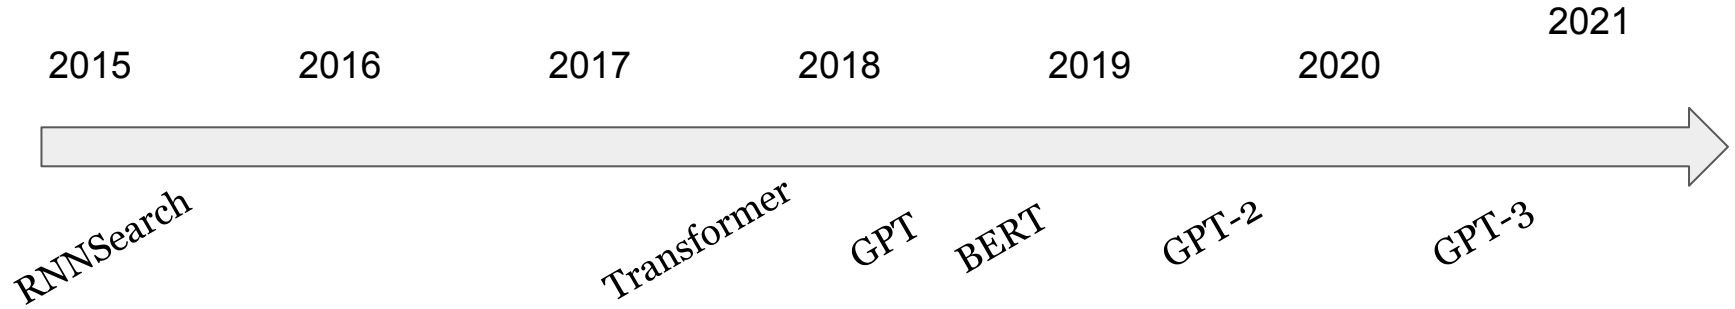 2015 2016 2017 2018 2019 2020 2021
RNNSearch Transformer GPT BERT GPT-2 GPT-3